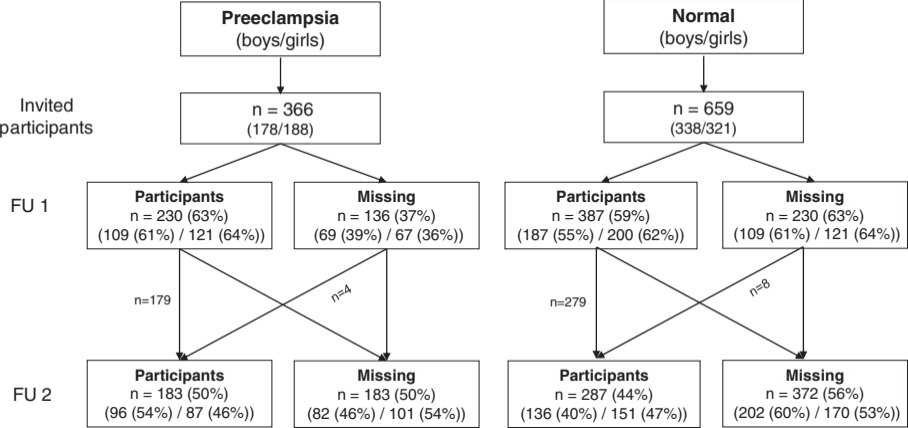 Preeclampsia
(boys/girls)
Normal
(boys/girls)
Invited
participants
n = 366
(178/188)
n = 659
(338/321)
FU 1
Participants
n = 230 (63%)
(109 (61%) / 121 (64%))
Missing
n = 136 (37%)
(69 (39%) / 67 (36%))
Participants
n = 387 (59%)
(187 (55%) / 200 (62%))
Missing
n = 230 (63%)
(109 (61%) / 121 (64%))
n=179
n=4
n=279
n=8
FU 2
Participants
n = 183 (50%)
(96 (54%) / 87 (46%))
Missing
n = 183 (50%)
(82 (46%) / 101 (54%))
Participants
n = 287 (44%)
(136 (40%) / 151 (47%))
Missing
n = 372 (56%)
(202 (60%) / 170 (53%))